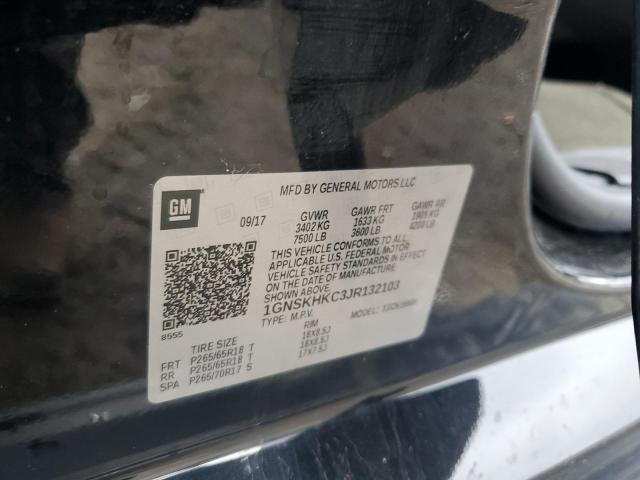 MFD BY GENERAL MOTORS LLC
GM
09/17 GVWR GAWR FRT GAWR RR
3402 KG 1633 KG 1905 KG
7500 LB 3600 LB 4200 LB
THIS VEHICLE CONFORMS TO ALL
APPLICABLE U.S. FEDERAL MOTOR
VEHICLE SAFETY STANDARDS IN EFFECT
ON THE DATE OF MANUFACTURE
SHOWN ABOVE.
1GNSKHKC3JR132103
TYPE: M.P.V. MODEL:
8555
TIRE SIZE RIM
FRT P265/65R18 T 18X8.5J
RR P265/65R18 T 18X8.5J
SPA P265/70R17 S 17X7.5J